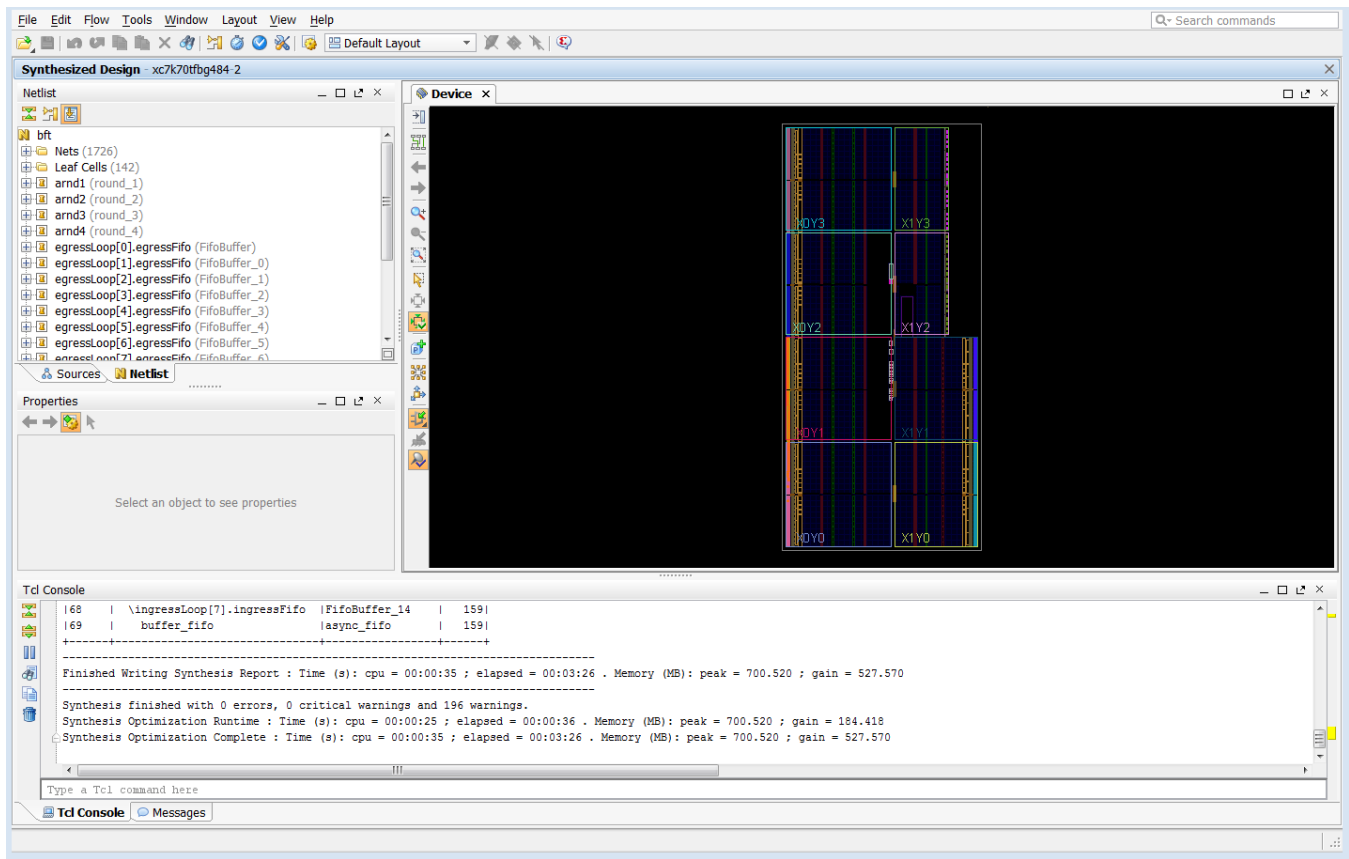 File Edit Flow Tools Window Layout View Help
Search commands
Default Layout
Synthesized Design - xc7k70tfbg484-2
Netlist
bft
Nets (1726)
Leaf Cells (142)
arnd1 (round_1)
arnd2 (round_2)
arnd3 (round_3)
arnd4 (round_4)
egressLoop[0].egressFifo (FifoBuffer)
egressLoop[1].egressFifo (FifoBuffer_0)
egressLoop[2].egressFifo (FifoBuffer_1)
egressLoop[3].egressFifo (FifoBuffer_2)
egressLoop[4].egressFifo (FifoBuffer_3)
egressLoop[5].egressFifo (FifoBuffer_4)
egressLoop[6].egressFifo (FifoBuffer_5)
egressLoop[7].egressFifo (FifoBuffer_6)
Sources Netlist
Properties
Select an object to see properties
Device
X0Y3 X1Y3
X0Y2 X1Y2
X0Y1 X1Y1
X0Y0 X1Y0
Tcl Console
|68 | \ingressLoop[7].ingressFifo |FifoBuffer_14 | 159|
|69 | buffer_fifo |async_fifo | 159|
+------+--------------------------------+-----------------+------+
---------------------------------------------------------------------------------
Finished Writing Synthesis Report : Time (s): cpu = 00:00:35 ; elapsed = 00:03:26 . Memory (MB): peak = 700.520 ; gain = 527.570
---------------------------------------------------------------------------------
Synthesis finished with 0 errors, 0 critical warnings and 196 warnings.
Synthesis Optimization Runtime : Time (s): cpu = 00:00:25 ; elapsed = 00:00:36 . Memory (MB): peak = 700.520 ; gain = 184.418
Synthesis Optimization Complete : Time (s): cpu = 00:00:35 ; elapsed = 00:03:26 . Memory (MB): peak = 700.520 ; gain = 527.570
Type a Tcl command here
Tcl Console Messages